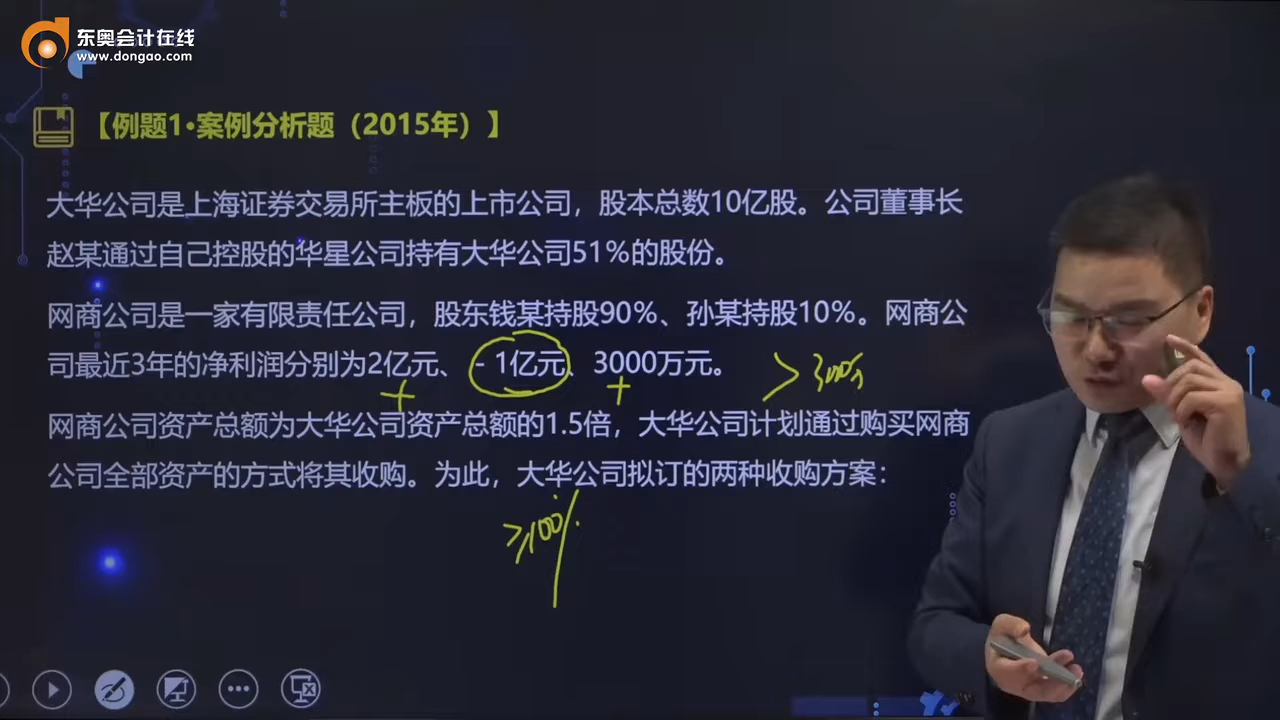 东奥会计在线
www.dongao.com
【例题1•案例分析题（2015年）】
大华公司是上海证券交易所主板的上市公司，股本总数10亿股。公司董事长
赵某通过自己控股的华星公司持有大华公司51%的股份。
网商公司是一家有限责任公司，股东钱某持股90%、孙某持股10%。网商公
司最近3年的净利润分别为2亿元、-1亿元、3000万元。
+ +
网商公司资产总额为大华公司资产总额的1.5倍，大华公司计划通过购买网商
公司全部资产的方式将其收购。为此，大华公司拟订的两种收购方案：
≥100%